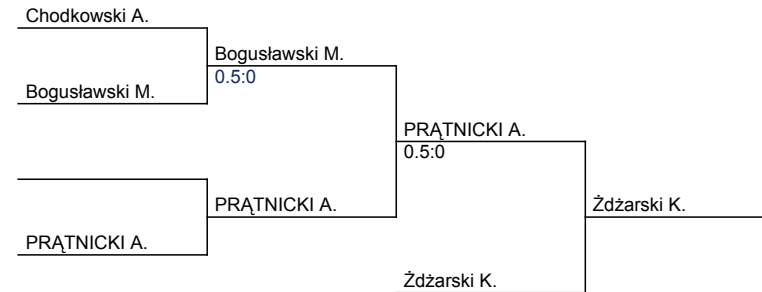 Chodkowski A.
Bogusławski M.
0.5:0
Bogusławski M.
PRĄTNICKI A.
0.5:0
PRĄTNICKI A.
Żdżarski K.
PRĄTNICKI A.
Żdżarski K.